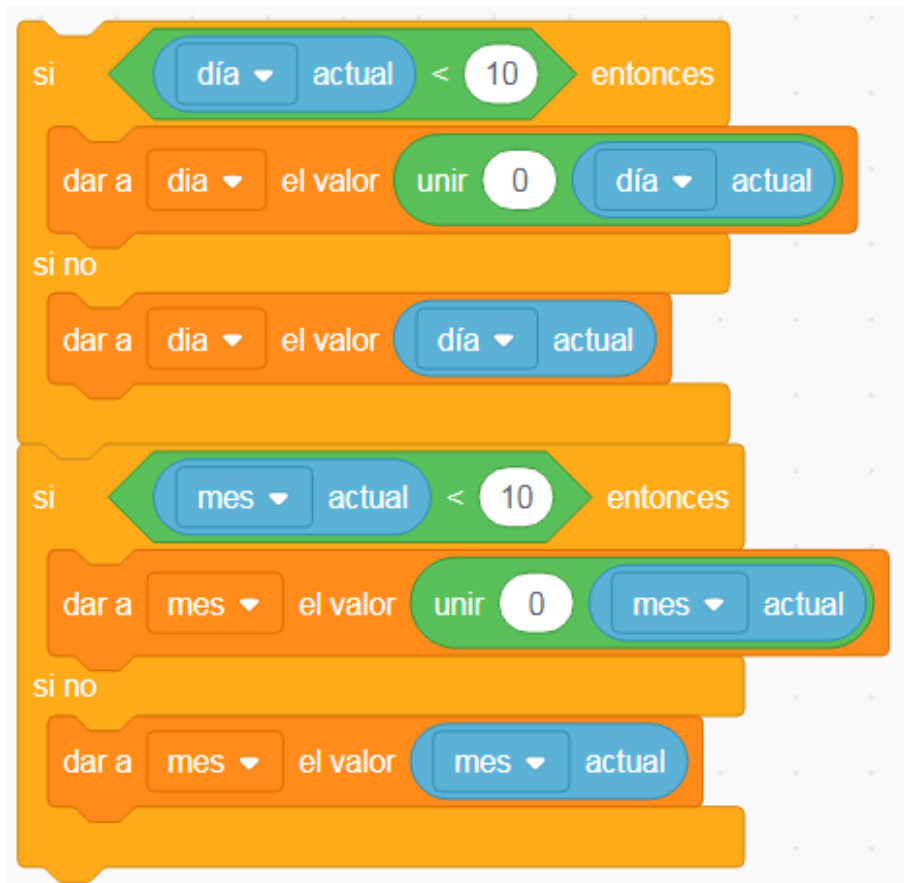 si día actual < 10 entonces
dar a dia el valor unir 0 día actual
si no
dar a dia el valor día actual
si mes actual < 10 entonces
dar a mes el valor unir 0 mes actual
si no
dar a mes el valor mes actual